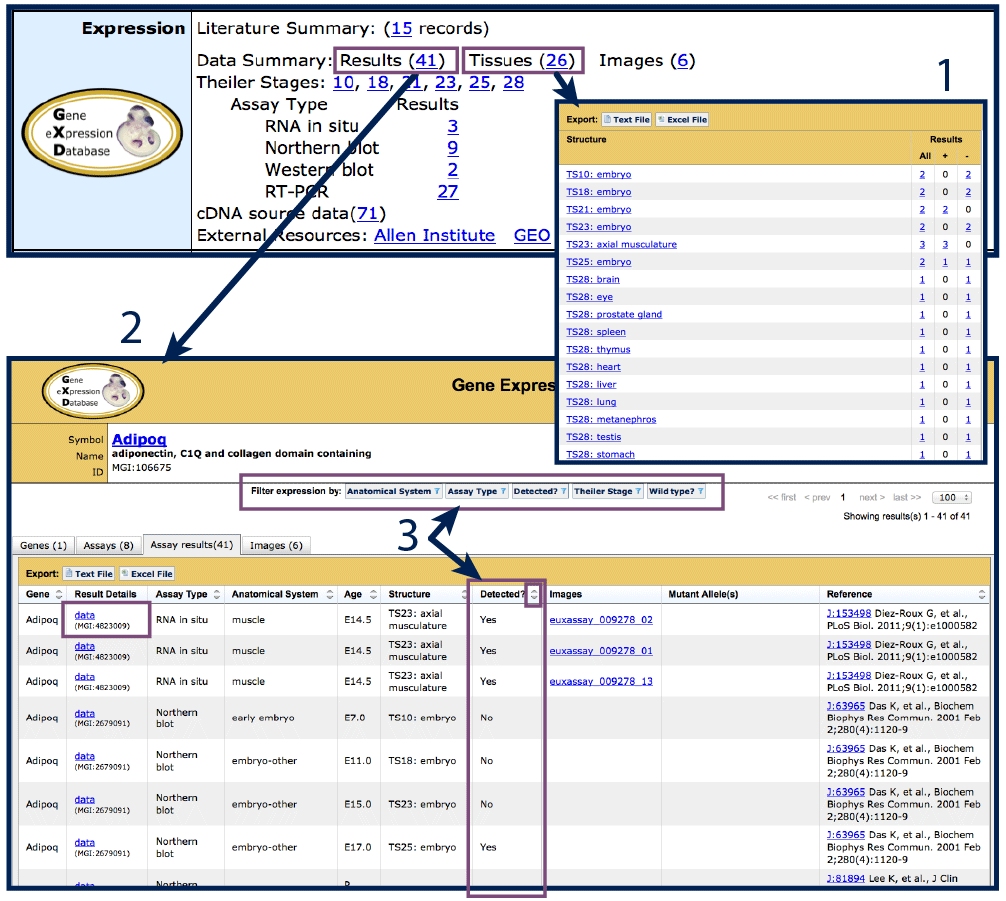 Expression
Literature Summary: (15 records)
Data Summary: Results (41) Tissues (26) Images (6)
Theiler Stages: 10, 18, 21, 23, 25, 28
Assay Type Results
RNA in situ 3
Northern blot 9
Western blot 2
RT-PCR 27
cDNA source data(71)
External Resources: Allen Institute GEO
Gene
eXpression
Database
1
Export: Text File Excel File
Structure Results
All + -
TS10: embryo 2 0 2
TS18: embryo 2 0 2
TS21: embryo 2 2 0
TS23: embryo 2 0 2
TS23: axial musculature 3 3 0
TS25: embryo 2 1 1
TS28: brain 1 0 1
TS28: eye 1 0 1
TS28: prostate gland 1 0 1
TS28: spleen 1 0 1
TS28: thymus 1 0 1
TS28: heart 1 0 1
TS28: liver 1 0 1
TS28: lung 1 0 1
TS28: metanephros 1 0 1
TS28: testis 1 0 1
TS28: stomach 1 0 1
2
Gene
eXpression
Database
Gene Expres
Symbol Adipoq
Name adiponectin, C1Q and collagen domain containing
ID MGI:106675
Filter expression by: Anatomical System Assay Type Detected? Theiler Stage Wild type?
<< first < prev 1 next > last >> 100
Showing results(s) 1 - 41 of 41
3
Genes (1) Assays (8) Assay results(41) Images (6)
Export: Text File Excel File
Gene Result Details Assay Type Anatomical System Age Structure Detected? Images Mutant Allele(s) Reference
Adipoq data (MGI:4823009) RNA in situ muscle E14.5 TS23: axial musculature Yes euxassay_009278_02 J:153498 Diez-Roux G, et al., PLoS Biol. 2011;9(1):e1000582
Adipoq data (MGI:4823009) RNA in situ muscle E14.5 TS23: axial musculature Yes euxassay_009278_01 J:153498 Diez-Roux G, et al., PLoS Biol. 2011;9(1):e1000582
Adipoq data (MGI:4823009) RNA in situ muscle E14.5 TS23: axial musculature Yes euxassay_009278_13 J:153498 Diez-Roux G, et al., PLoS Biol. 2011;9(1):e1000582
Adipoq data (MGI:2679091) Northern blot early embryo E7.0 TS10: embryo No J:63965 Das K, et al., Biochem Biophys Res Commun. 2001 Feb 2;280(4):1120-9
Adipoq data (MGI:2679091) Northern blot embryo-other E11.0 TS18: embryo No J:63965 Das K, et al., Biochem Biophys Res Commun. 2001 Feb 2;280(4):1120-9
Adipoq data (MGI:2679091) Northern blot embryo-other E15.0 TS23: embryo No J:63965 Das K, et al., Biochem Biophys Res Commun. 2001 Feb 2;280(4):1120-9
Adipoq data (MGI:2679091) Northern blot embryo-other E17.0 TS25: embryo Yes J:63965 Das K, et al., Biochem Biophys Res Commun. 2001 Feb 2;280(4):1120-9
data Northern J:81894 Lee K, et al., J Clin